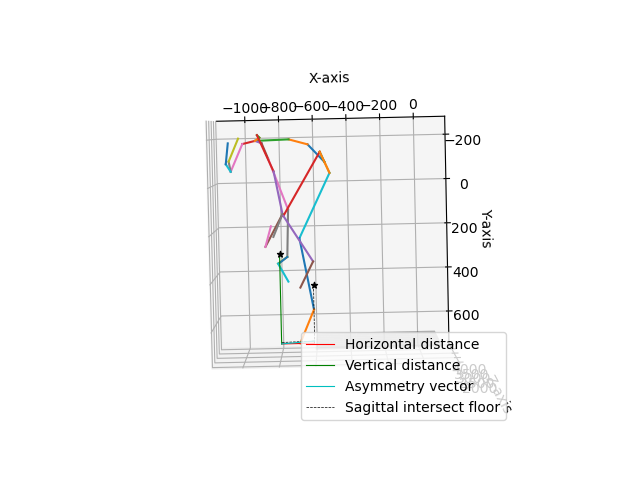 X-axis
−1000 −800 −600 −400 −200 0
−200
0
Y-axis
200
400
600
Horizontal distance
Vertical distance
Asymmetry vector
Sagittal intersect floor